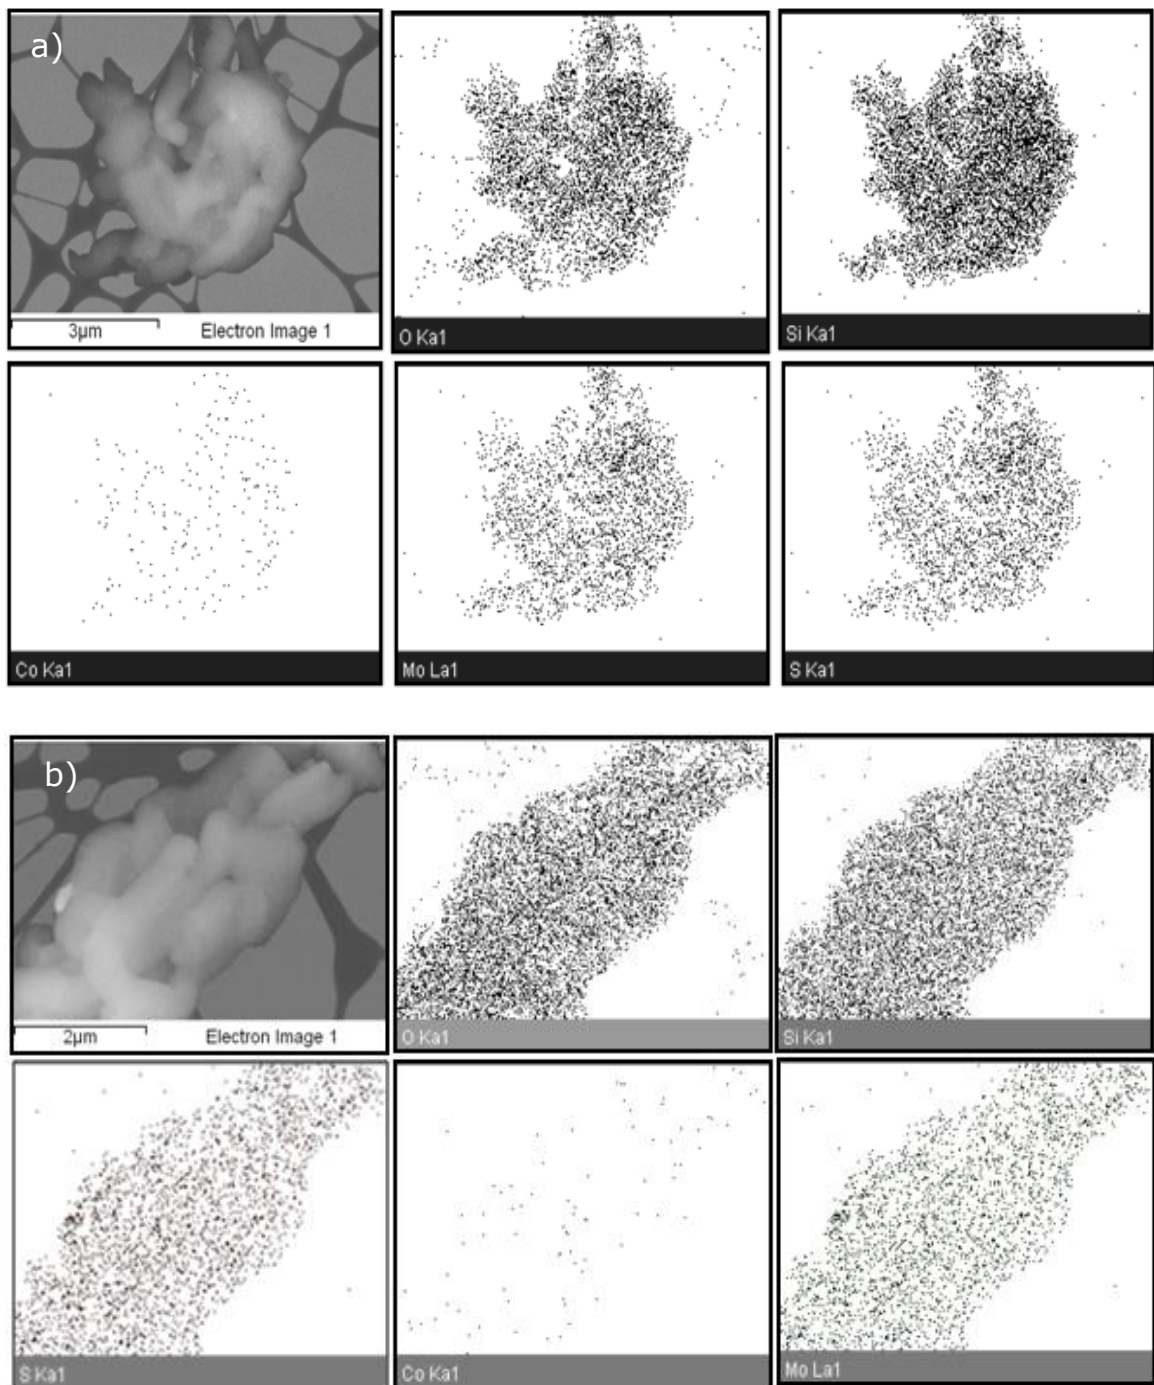 a)
3μm Electron Image 1
O Ka1
Si Ka1
Co Ka1
Mo La1
S Ka1
b)
2μm Electron Image 1
O Ka1
Si Ka1
S Ka1
Co Ka1
Mo La1